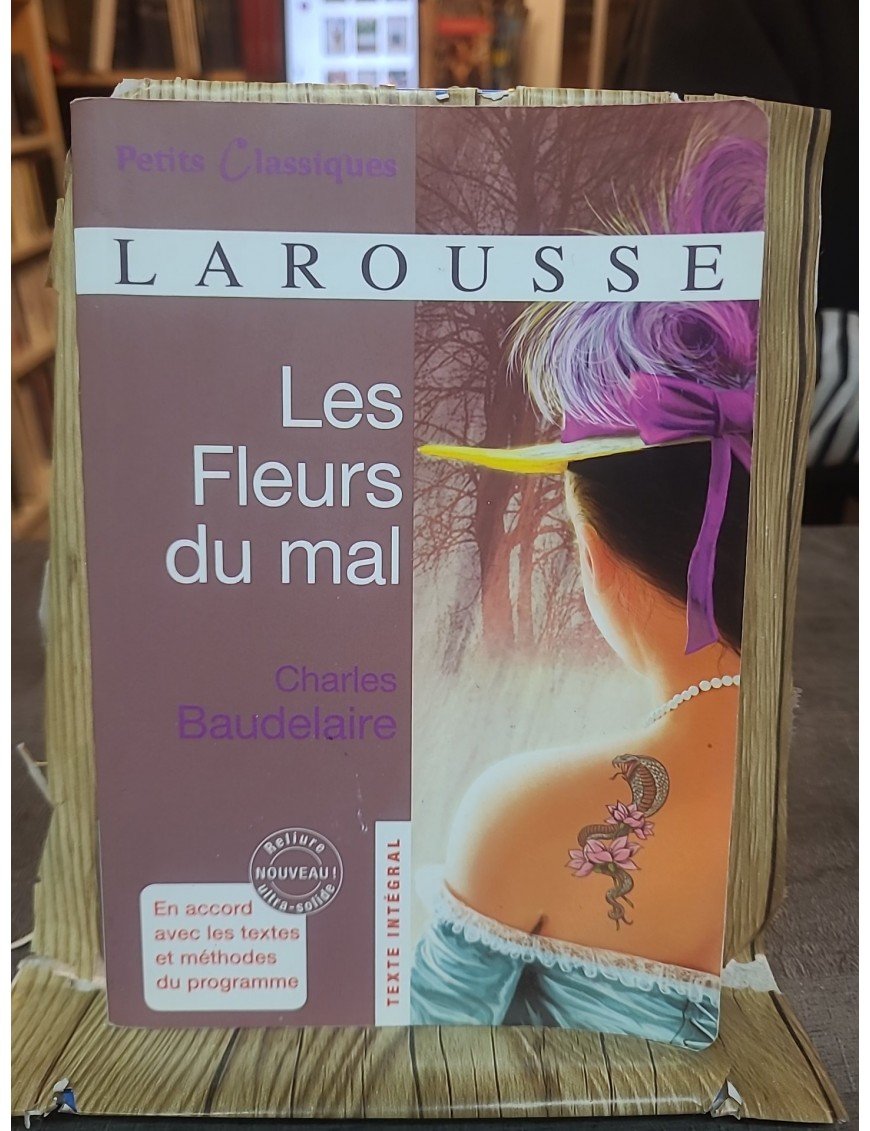 Petits Classiques
LAROUSSE
Les
Fleurs
du mal
Charles
Baudelaire
Reliure
NOUVEAU !
ultra-solide
En accord
avec les textes
et méthodes
du programme
TEXTE INTÉGRAL